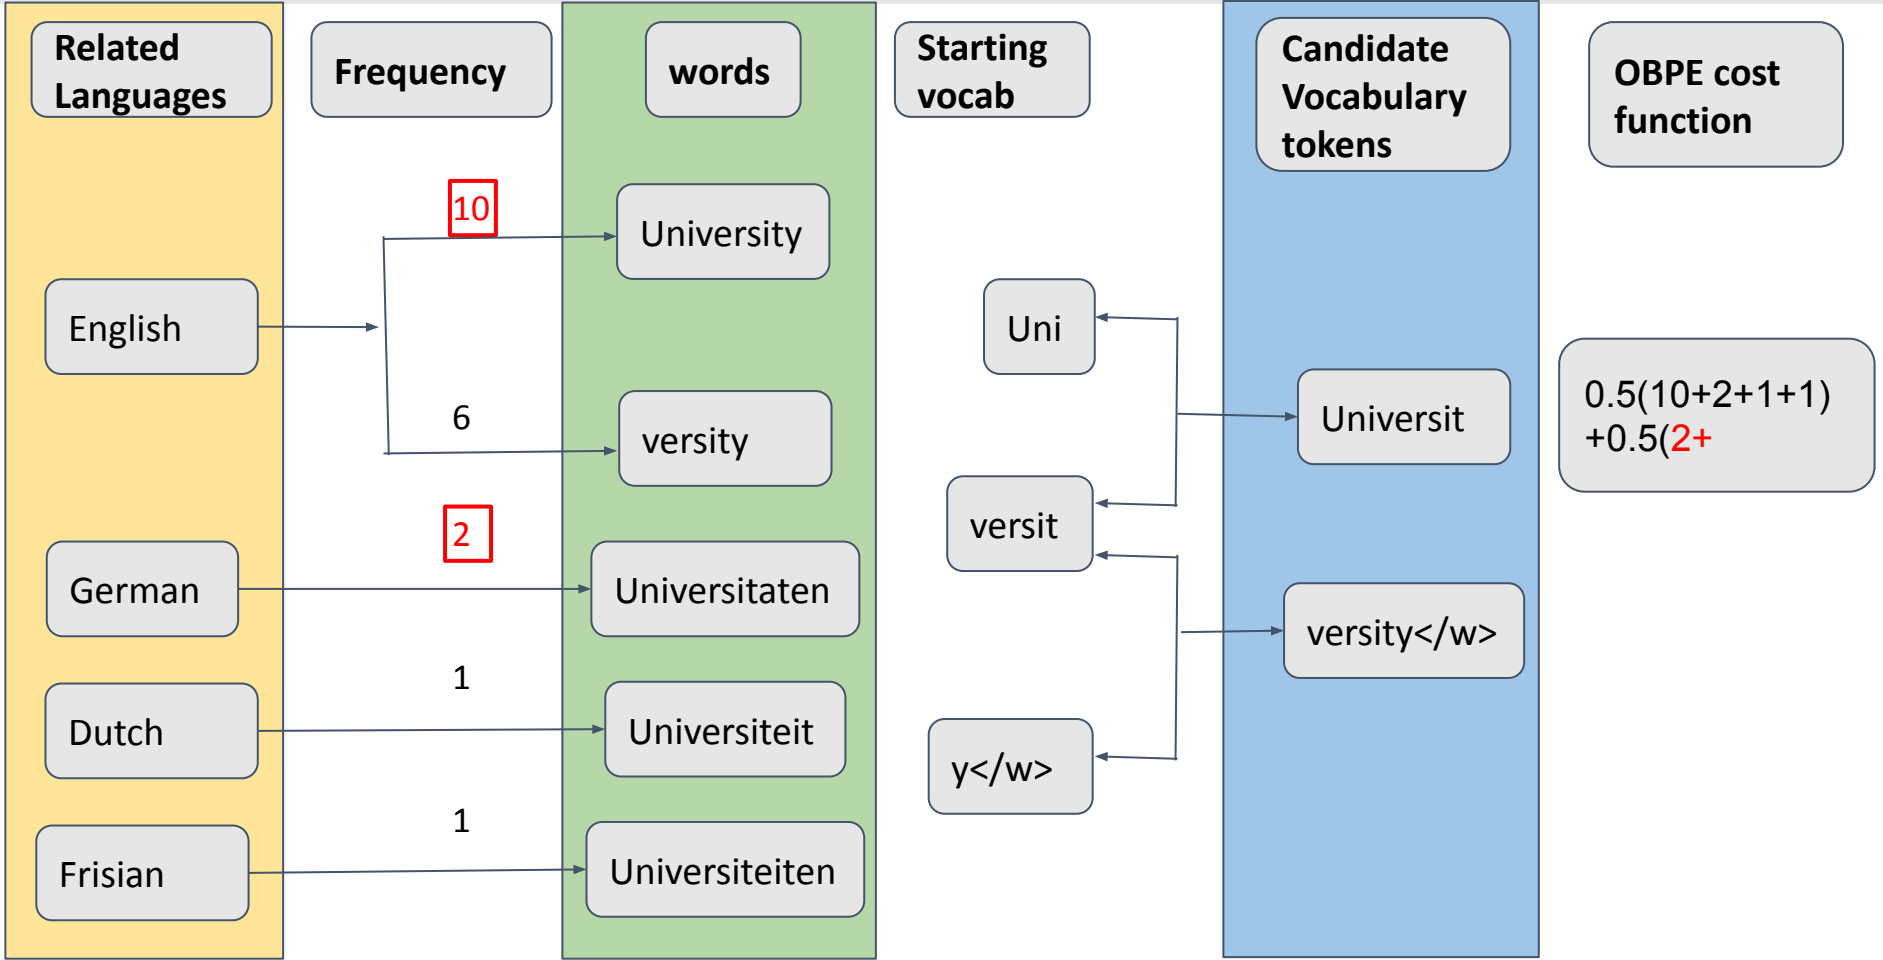 Related
Languages
Frequency
words
Starting
vocab
Candidate
Vocabulary
tokens
OBPE cost
function
10
University
English
Uni
6
versity
Universit
0.5(10+2+1+1)
+0.5(2+
2
versit
German
Universitaten
versity</w>
1
Dutch
Universiteit
y</w>
1
Frisian
Universiteiten